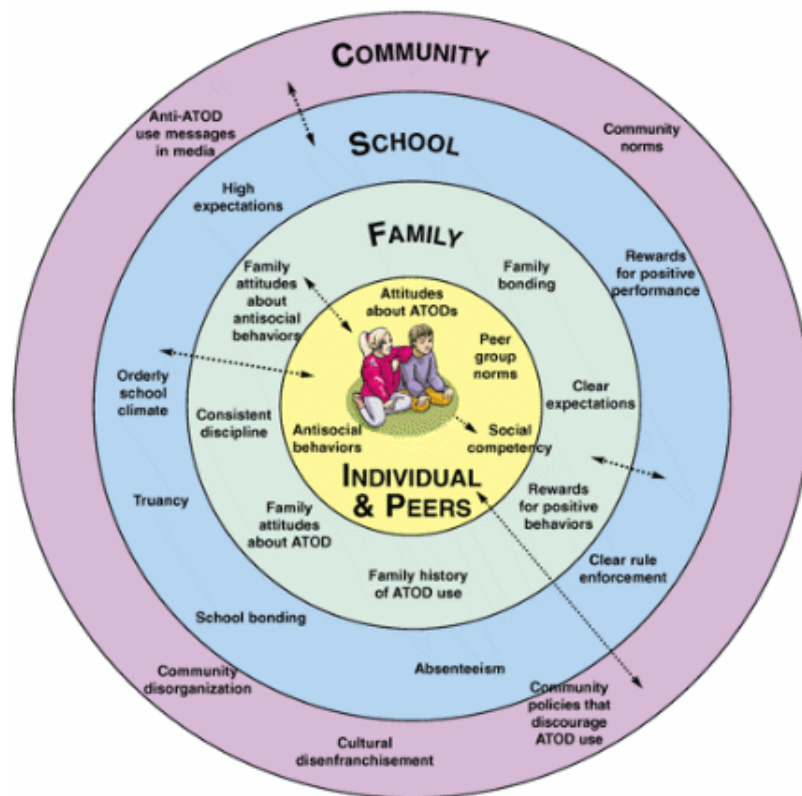 COMMUNITY
Anti-ATOD
use messages
in media
Community
norms
SCHOOL
High
expectations
Rewards
for positive
performance
FAMILY
Family
attitudes
about
antisocial
behaviors
Family
bonding
Attitudes
about ATODs
Peer
group
norms
Orderly
school
climate
Consistent
discipline
Clear
expectations
Antisocial
behaviors
Social
competency
INDIVIDUAL
& PEERS
Truancy
Family
attitudes
about ATOD
Rewards
for positive
behaviors
Family history
of ATOD use
Clear rule
enforcement
School bonding
Absenteeism
Community
disorganization
Community
policies that
discourage
ATOD use
Cultural
disenfranchisement